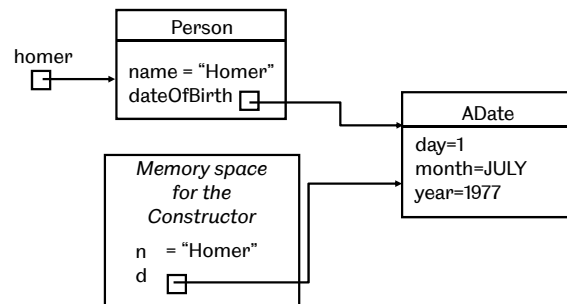 Person
homer
name = “Homer”
dateOfBirth
ADate
day=1
month=JULY
year=1977
Memory space
for the
Constructor
n = “Homer”
d